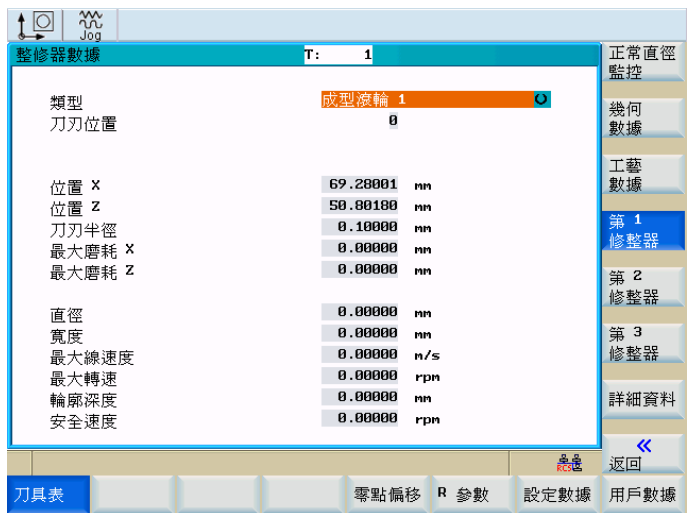 Jog
整修器數據 T: 1
類型 成型滾輪 1
刀刃位置 0
位置 X 69.28001 mm
位置 Z 50.80180 mm
刀刃半徑 0.10000 mm
最大磨耗 X 0.00000 mm
最大磨耗 Z 0.00000 mm
直徑 0.00000 mm
寬度 0.00000 mm
最大線速度 0.00000 m/s
最大轉速 0.00000 rpm
輪廓深度 0.00000 mm
安全速度 0.00000 rpm
正常直徑
監控
幾何
數據
工藝
數據
第 1
修整器
第 2
修整器
第 3
修整器
詳細資料
返回
RCS
刀具表 零點偏移 R 參數 設定數據 用戶數據